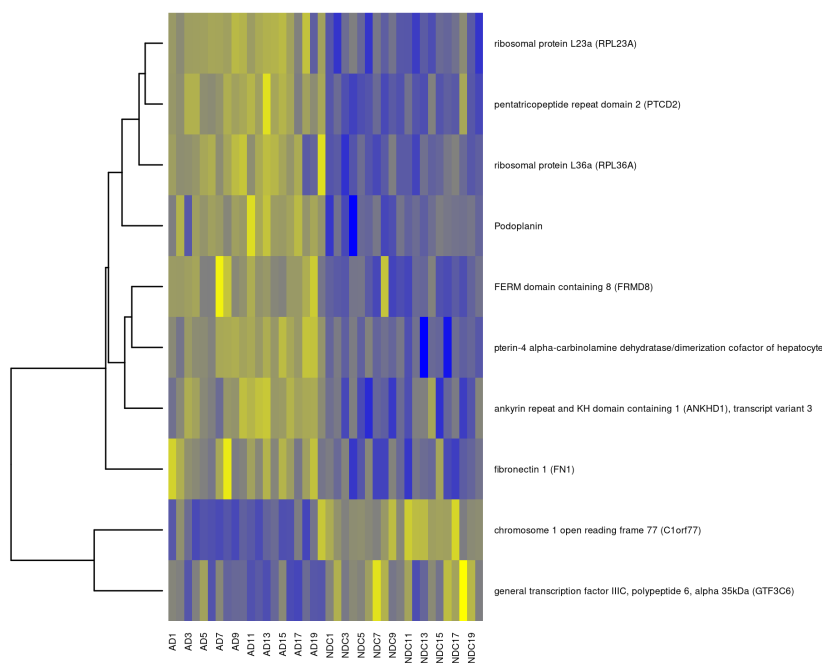 ribosomal protein L23a (RPL23A)
pentatricopeptide repeat domain 2 (PTCD2)
ribosomal protein L36a (RPL36A)
Podoplanin
FERM domain containing 8 (FRMD8)
pterin-4 alpha-carbinolamine dehydratase/dimerization cofactor of hepatocyte
ankyrin repeat and KH domain containing 1 (ANKHD1), transcript variant 3
fibronectin 1 (FN1)
chromosome 1 open reading frame 77 (C1orf77)
general transcription factor IIIC, polypeptide 6, alpha 35kDa (GTF3C6)
AD1
AD3
AD5
AD7
AD9
AD11
AD13
AD15
AD17
AD19
NDC1
NDC3
NDC5
NDC7
NDC9
NDC11
NDC13
NDC15
NDC17
NDC19